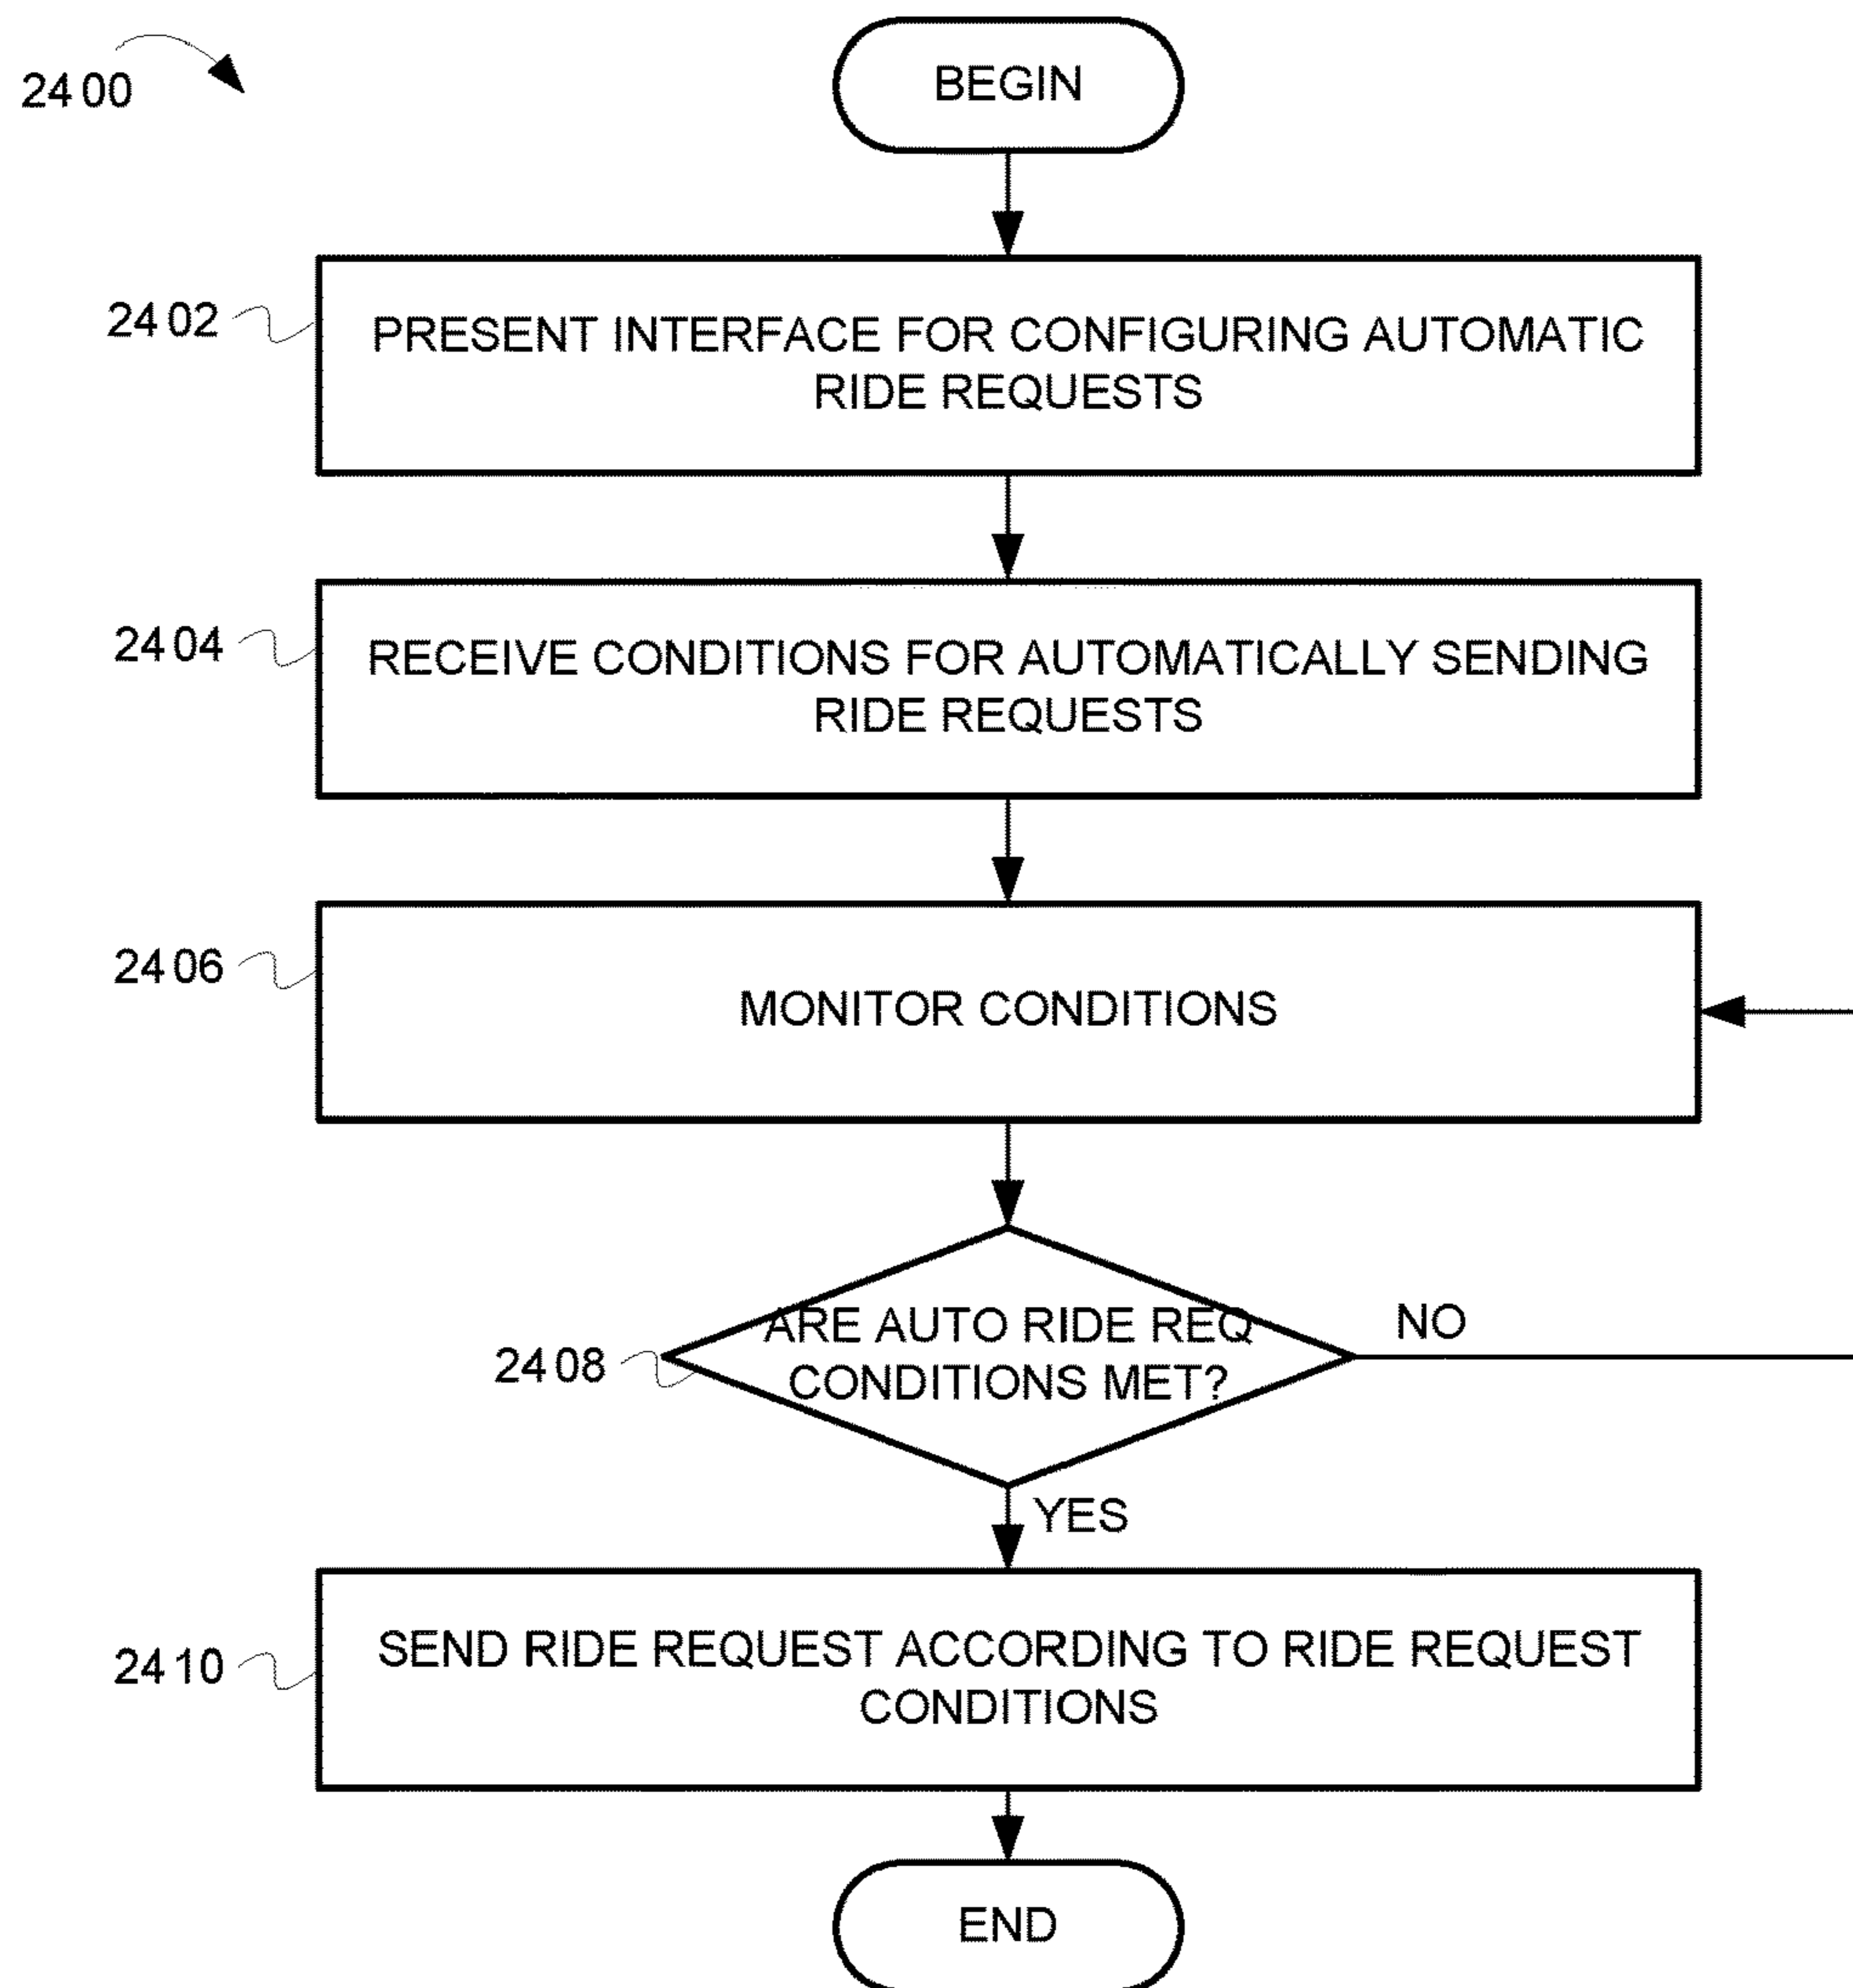 2400
BEGIN
2402
PRESENT INTERFACE FOR CONFIGURING AUTOMATIC
RIDE REQUESTS
2404
RECEIVE CONDITIONS FOR AUTOMATICALLY SENDING
RIDE REQUESTS
2406
MONITOR CONDITIONS
2408
ARE AUTO RIDE REQ
CONDITIONS MET?
NO
YES
2410
SEND RIDE REQUEST ACCORDING TO RIDE REQUEST
CONDITIONS
END